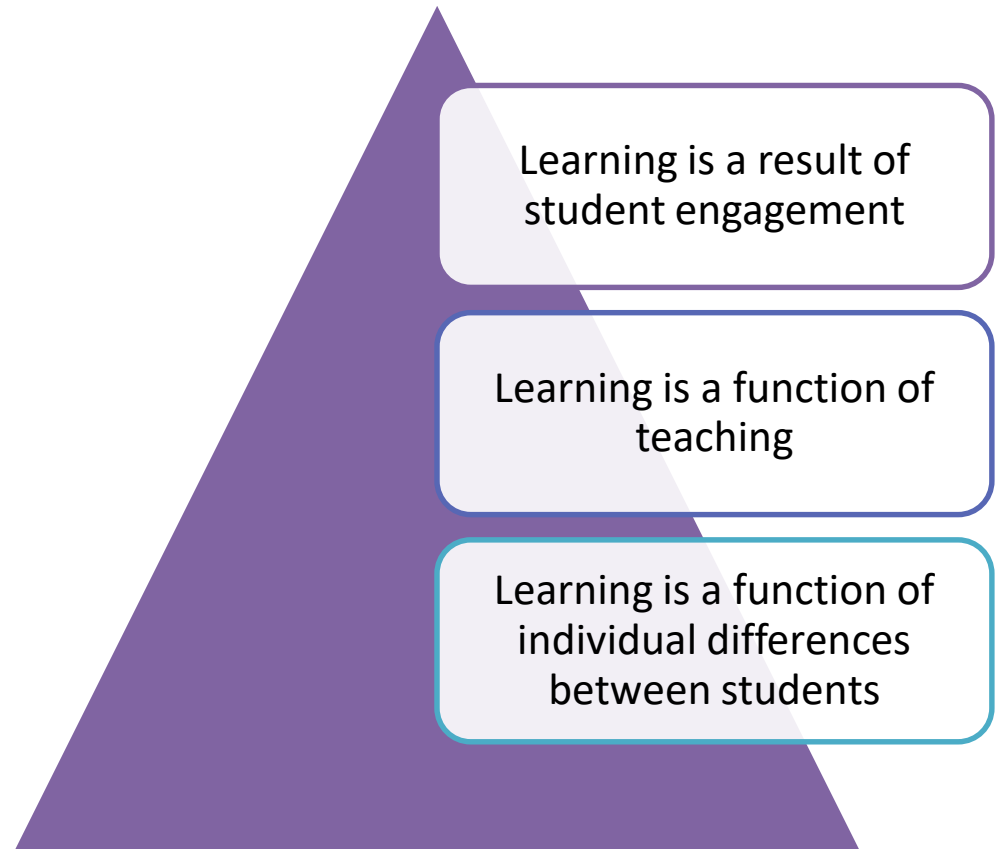 Learning is a result of
student engagement
Learning is a function of
teaching
Learning is a function of
individual differences
between students